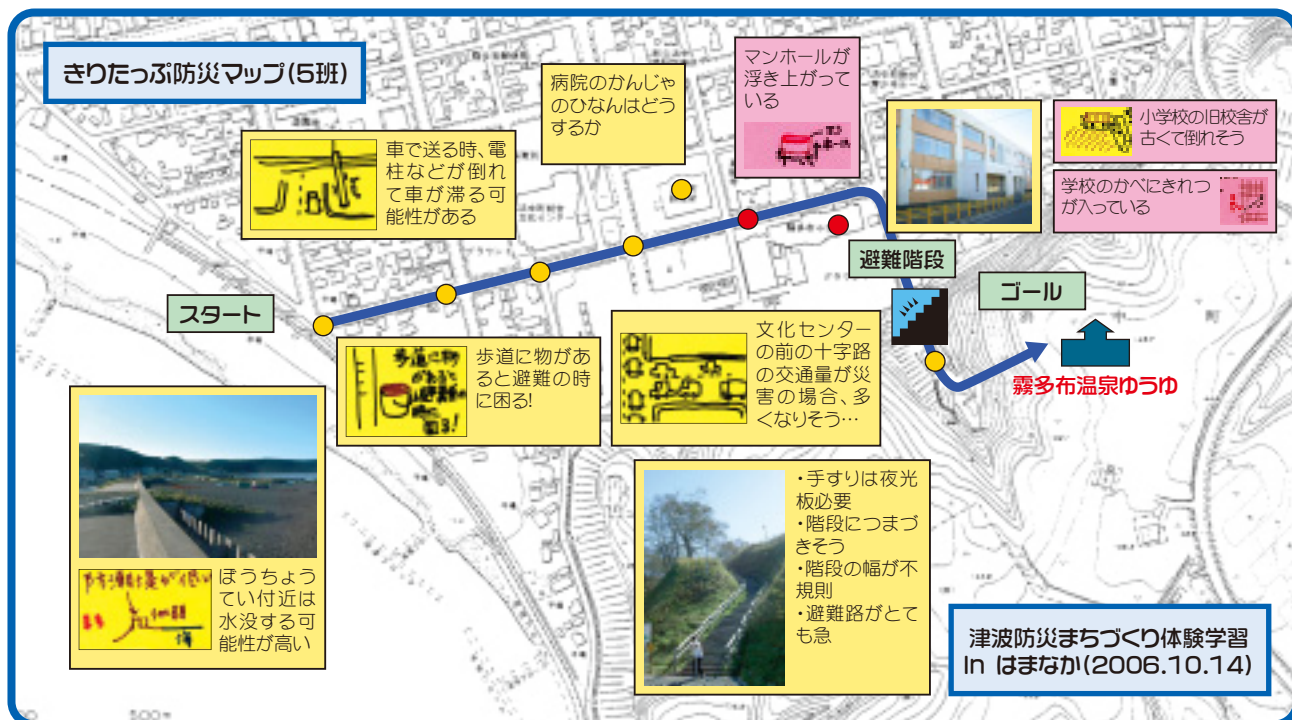 きりたっぷ防災マップ(5班)
病院のかんじゃ
のひなんはどう
するか
マンホールが
浮き上がって
いる
小学校の旧校舎が
古くて倒れそう
学校のかべにきれつ
が入っている
車で送る時、電
柱などが倒れ
て車が滞る可
能性がある
避難階段
スタート
ゴール
霧多布温泉ゆうゆ
歩道に物が
歩道に物があ
ると避難の時
に困る!
文化センター
の前の十字路
の交通量が災
害の場合、多
くなりそう…
ぼうちょう
てい付近は
水没する可
能性が高い
・手すりは夜光
板必要
・階段につまづ
きそう
・階段の幅が不
規則
・避難路がとて
も急
津波防災まちづくり体験学習
In はまなか(2006.10.14)
500m